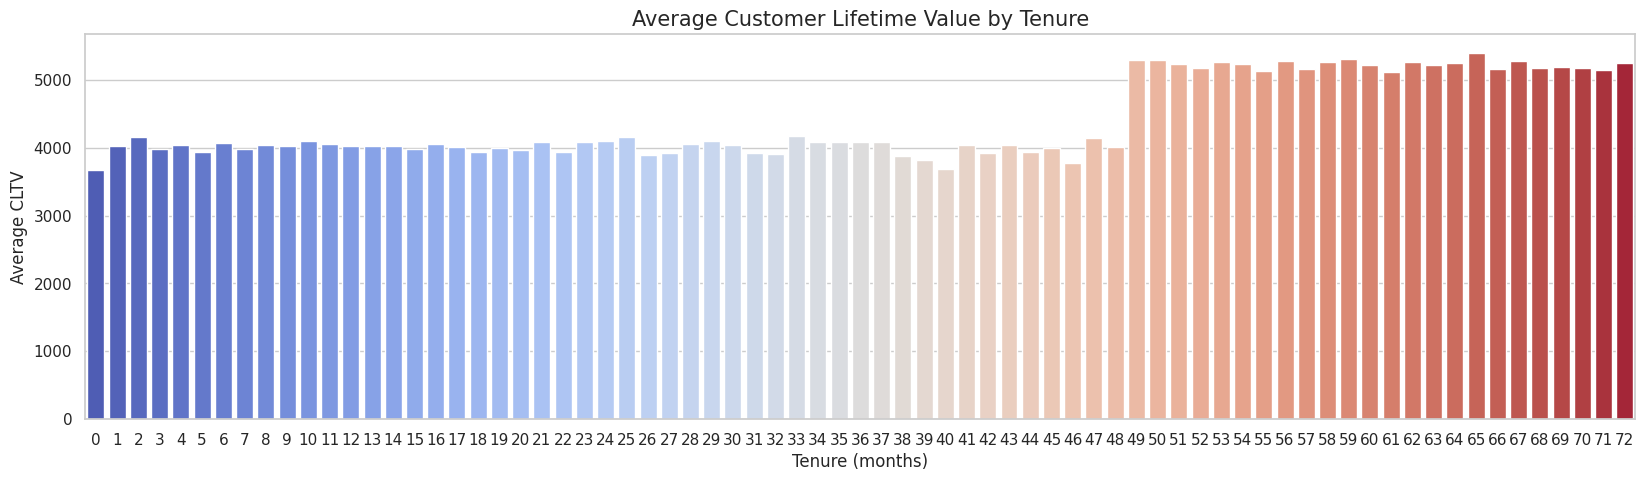 Average Customer Lifetime Value by Tenure
Average CLTV
5000
4000
3000
2000
1000
0
0 1 2 3 4 5 6 7 8 9 10 11 12 13 14 15 16 17 18 19 20 21 22 23 24 25 26 27 28 29 30 31 32 33 34 35 36 37 38 39 40 41 42 43 44 45 46 47 48 49 50 51 52 53 54 55 56 57 58 59 60 61 62 63 64 65 66 67 68 69 70 71 72
Tenure (months)